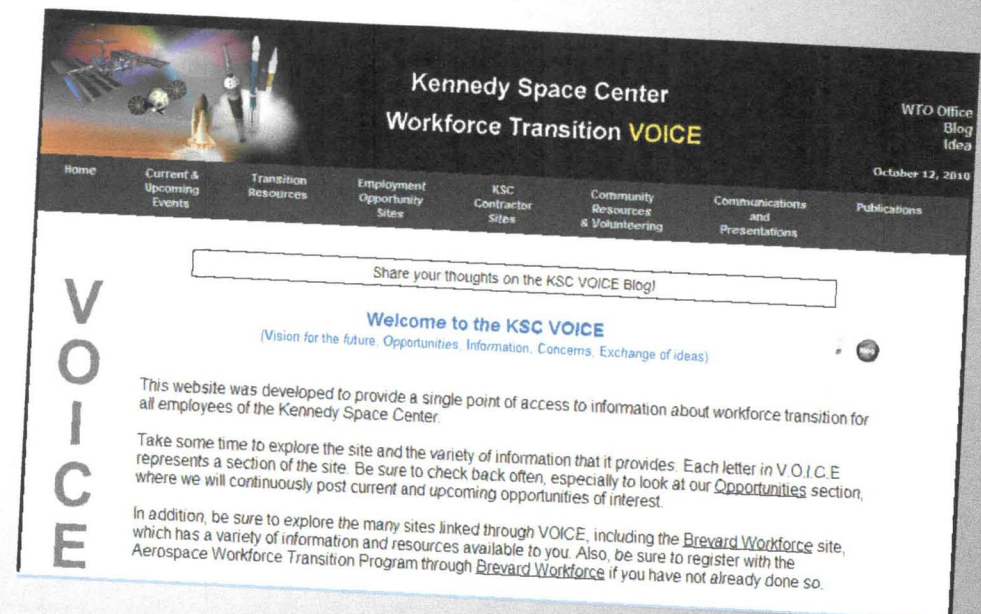 Kennedy Space Center
Workforce Transition VOICE
WTO Office
Blog
Idea
October 12, 2010
Home
Current &
Upcoming
Events
Transition
Resources
Employment
Opportunity
Sites
KSC
Contractor
Sites
Community
Resources
& Volunteering
Communications
and
Presentations
Publications
V
O
I
C
E
Share your thoughts on the KSC VOICE Blog!
Welcome to the KSC VOICE
(Vision for the future, Opportunities, Information, Concerns, Exchange of ideas)
This website was developed to provide a single point of access to information about workforce transition for
all employees of the Kennedy Space Center.
Take some time to explore the site and the variety of information that it provides. Each letter in V.O.I.C.E
represents a section of the site. Be sure to check back often, especially to look at our Opportunities section,
where we will continuously post current and upcoming opportunities of interest.
In addition, be sure to explore the many sites linked through VOICE, including the Brevard Workforce site,
which has a variety of information and resources available to you. Also, be sure to register with the
Aerospace Workforce Transition Program through Brevard Workforce if you have not already done so.